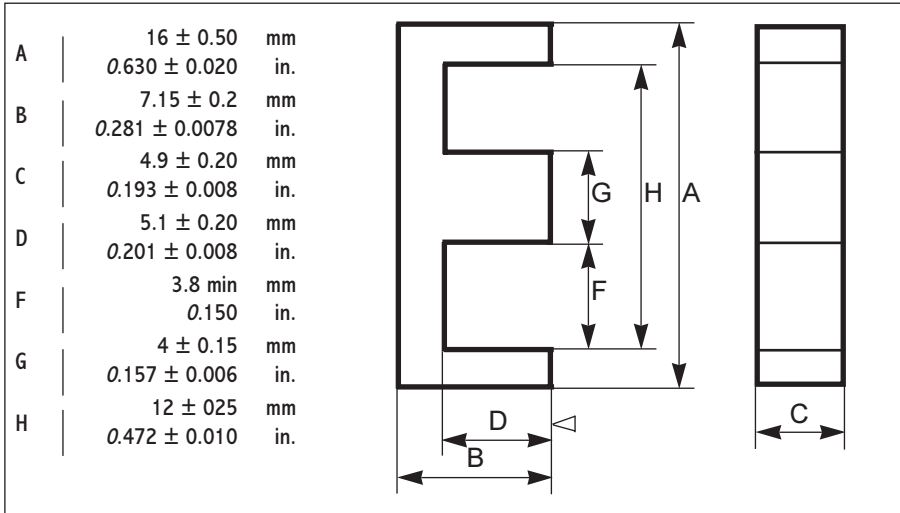 A 16 ± 0.50 mm
0.630 ± 0.020 in.
B 7.15 ± 0.2 mm
0.281 ± 0.0078 in.
C 4.9 ± 0.20 mm
0.193 ± 0.008 in.
D 5.1 ± 0.20 mm
0.201 ± 0.008 in.
F 3.8 min mm
0.150 in.
G 4 ± 0.15 mm
0.157 ± 0.006 in.
H 12 ± 025 mm
0.472 ± 0.010 in.
G H A
F
D
B
C